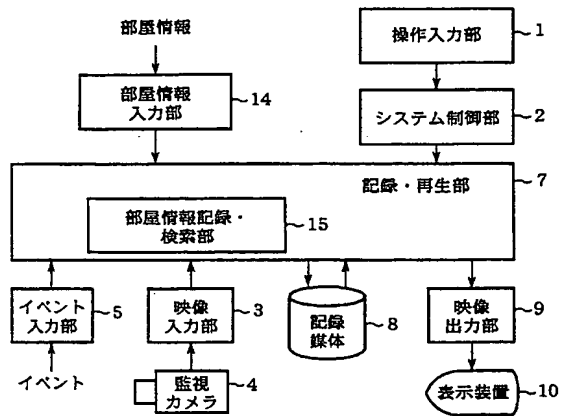 部屋情報
操作入力部
1
部屋情報
入力部
14
システム制御部
2
記録・再生部
7
部屋情報記録・
検索部
15
イベント
入力部
5
映像
入力部
3
記録
媒体
8
映像
出力部
9
イベント
監視
カメラ
4
表示装置
10